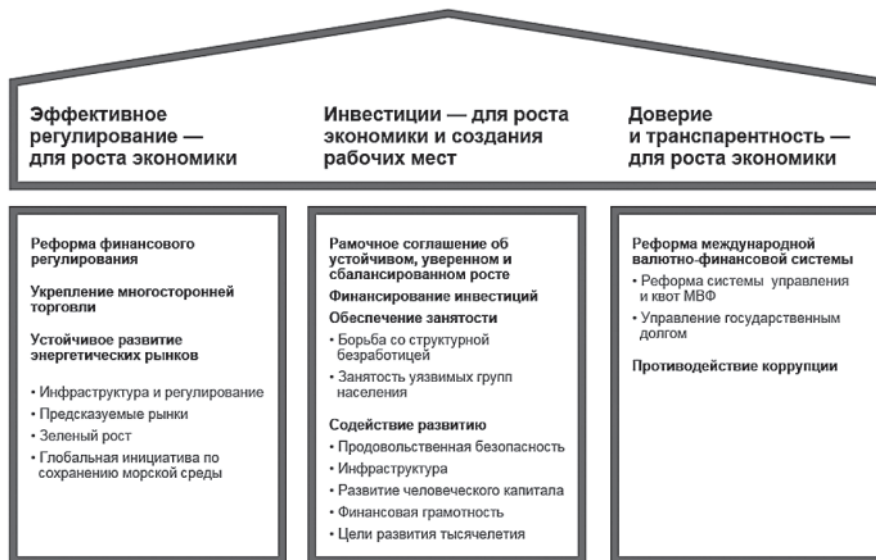 Эффективное
регулирование —
для роста экономики
Инвестиции — для роста
экономики и создания
рабочих мест
Доверие
и транспарентность —
для роста экономики
Реформа финансового
регулирования
Укрепление многосторонней
торговли
Устойчивое развитие
энергетических рынков
• Инфраструктура и регулирование
• Предсказуемые рынки
• Зеленый рост
• Глобальная инициатива по
сохранению морской среды
Рамочное соглашение об
устойчивом, уверенном и
сбалансированном росте
Финансирование инвестиций
Обеспечение занятости
• Борьба со структурной
безработицей
• Занятость уязвимых групп
населения
Содействие развитию
• Продовольственная безопасность
• Инфраструктура
• Развитие человеческого капитала
• Финансовая грамотность
• Цели развития тысячелетия
Реформа международной
валютно-финансовой системы
• Реформа системы управления
и квот МВФ
• Управление государственным
долгом
Противодействие коррупции